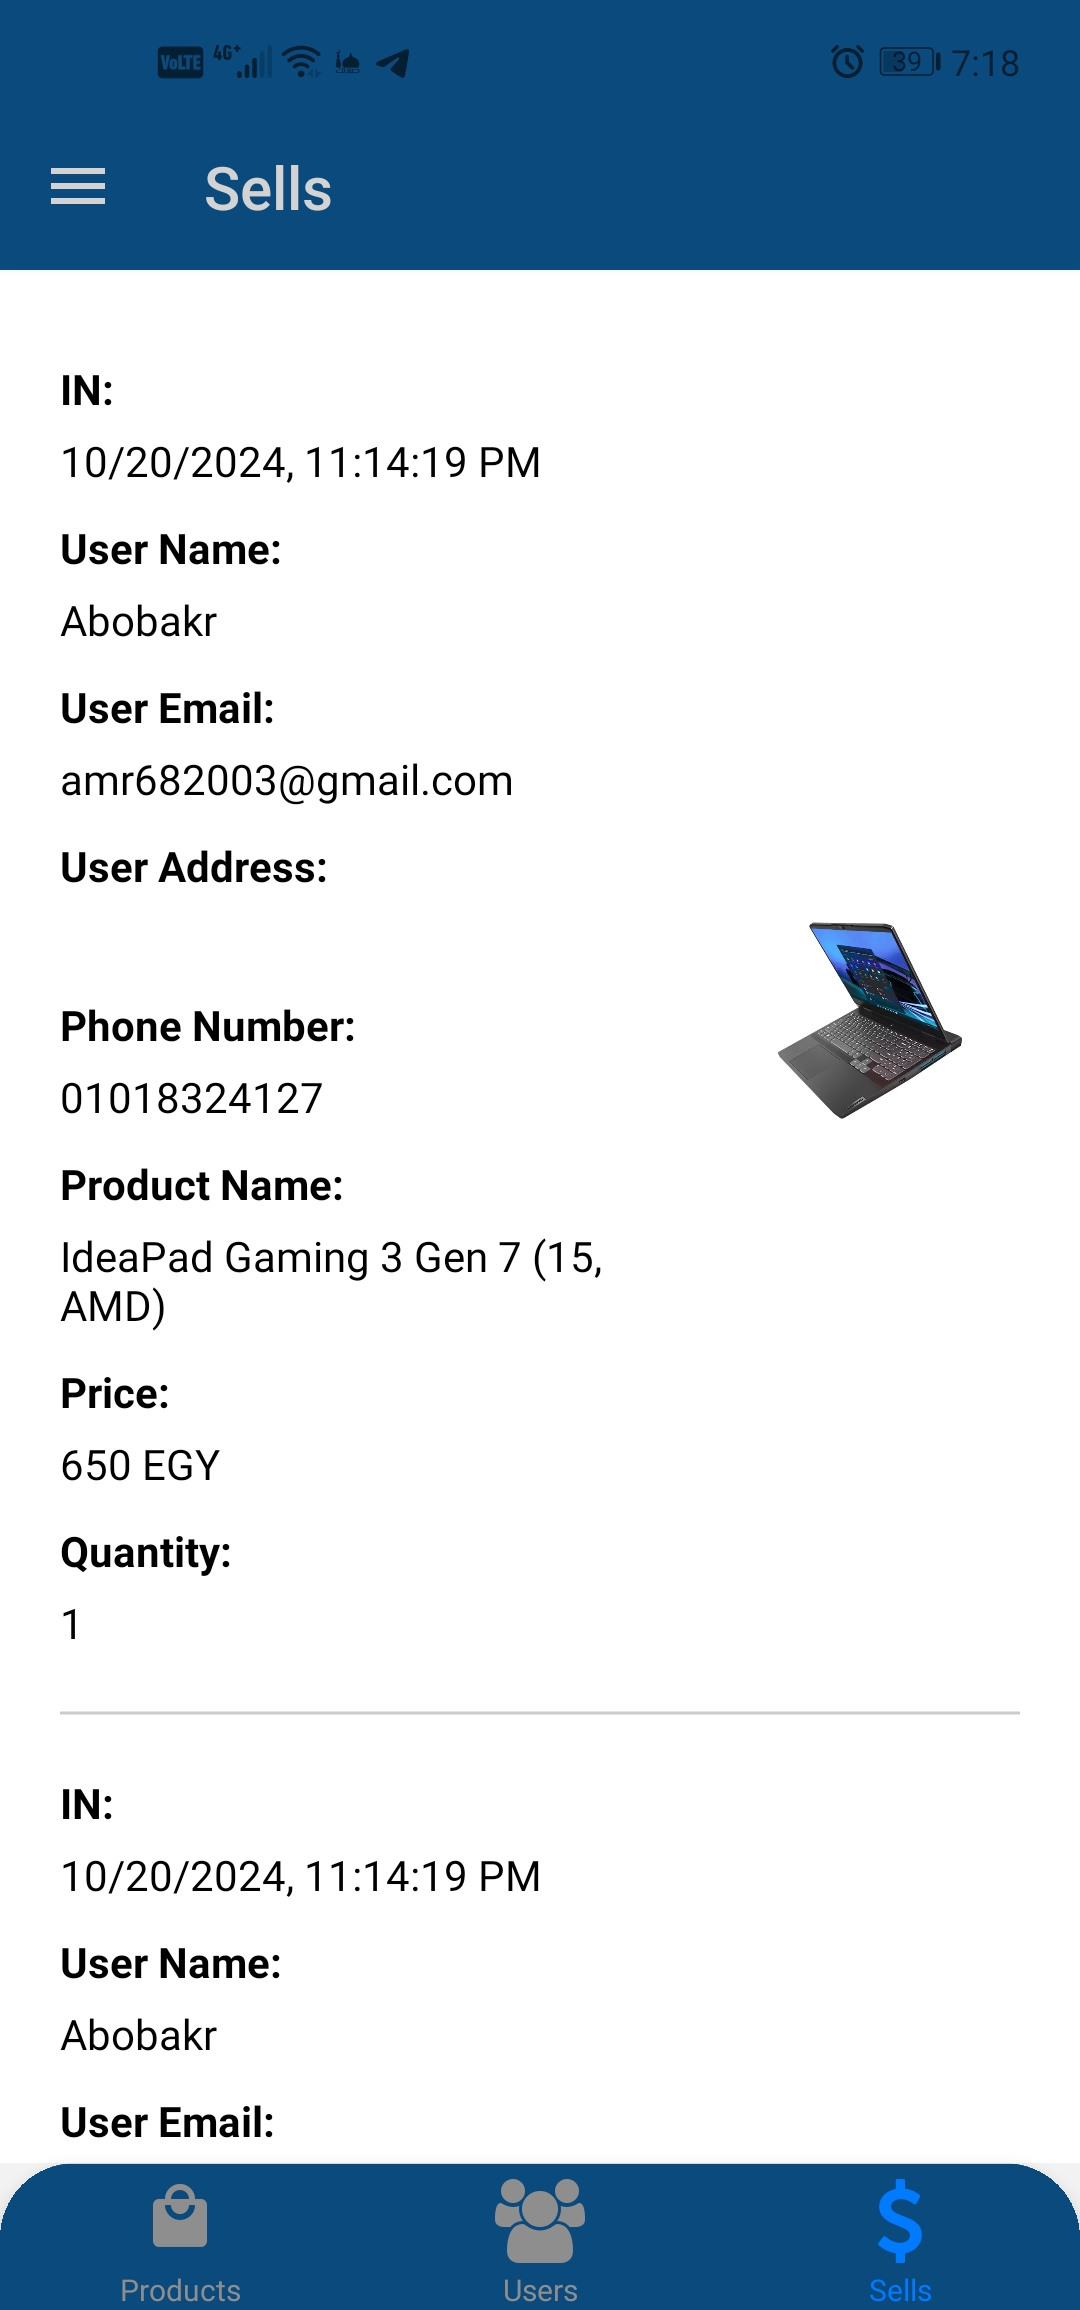 VoLTE 4G+ 39 7:18
Sells
IN:
10/20/2024, 11:14:19 PM
User Name:
Abobakr
User Email:
amr682003@gmail.com
User Address:
Phone Number:
01018324127
Product Name:
IdeaPad Gaming 3 Gen 7 (15,
AMD)
Price:
650 EGY
Quantity:
1
IN:
10/20/2024, 11:14:19 PM
User Name:
Abobakr
User Email:
Products Users Sells